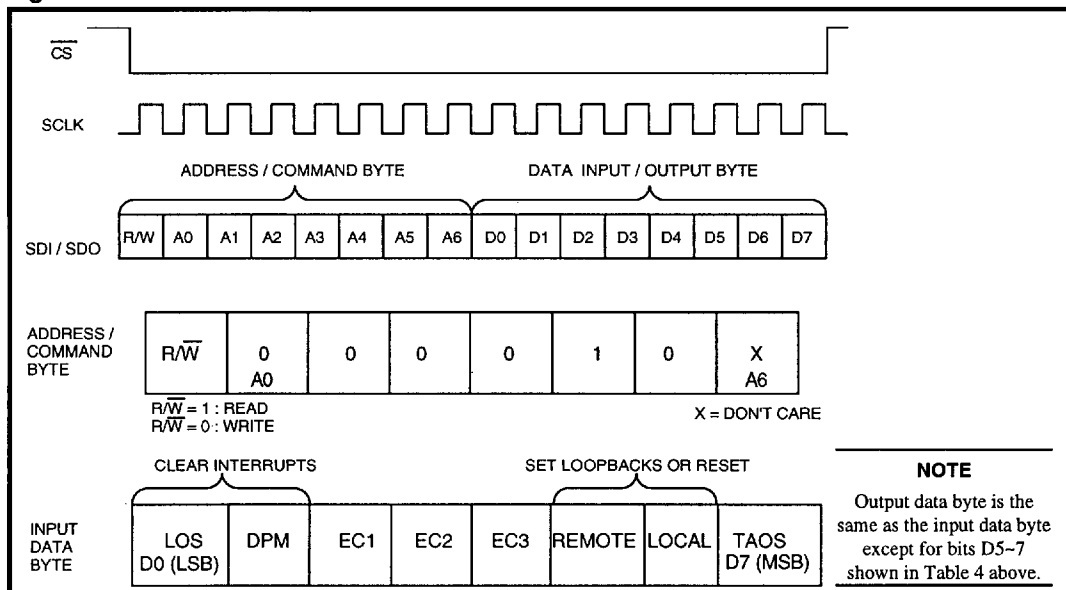 CS
SCLK
ADDRESS / COMMAND BYTE DATA INPUT / OUTPUT BYTE
SDI / SDO R/W A0 A1 A2 A3 A4 A5 A6 D0 D1 D2 D3 D4 D5 D6 D7
ADDRESS /
COMMAND
BYTE
R/W 0 0 0 0 1 0 X
A0 A6
R/W = 1 : READ
R/W = 0 : WRITE
X = DON'T CARE
CLEAR INTERRUPTS SET LOOPBACKS OR RESET
INPUT
DATA
BYTE
LOS DPM EC1 EC2 EC3 REMOTE LOCAL TAOS
D0 (LSB) D7 (MSB)
NOTE
Output data byte is the
same as the input data byte
except for bits D5~7
shown in Table 4 above.